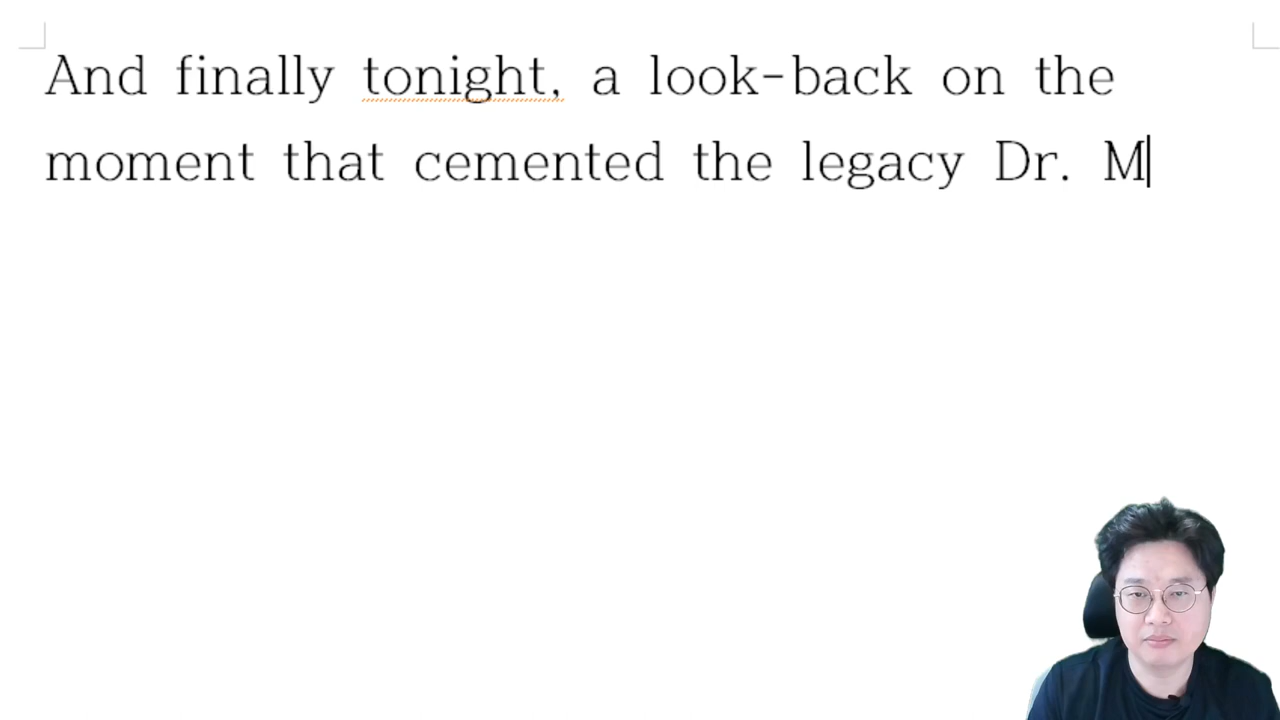 And finally tonight, a look-back on the
moment that cemented the legacy Dr. M